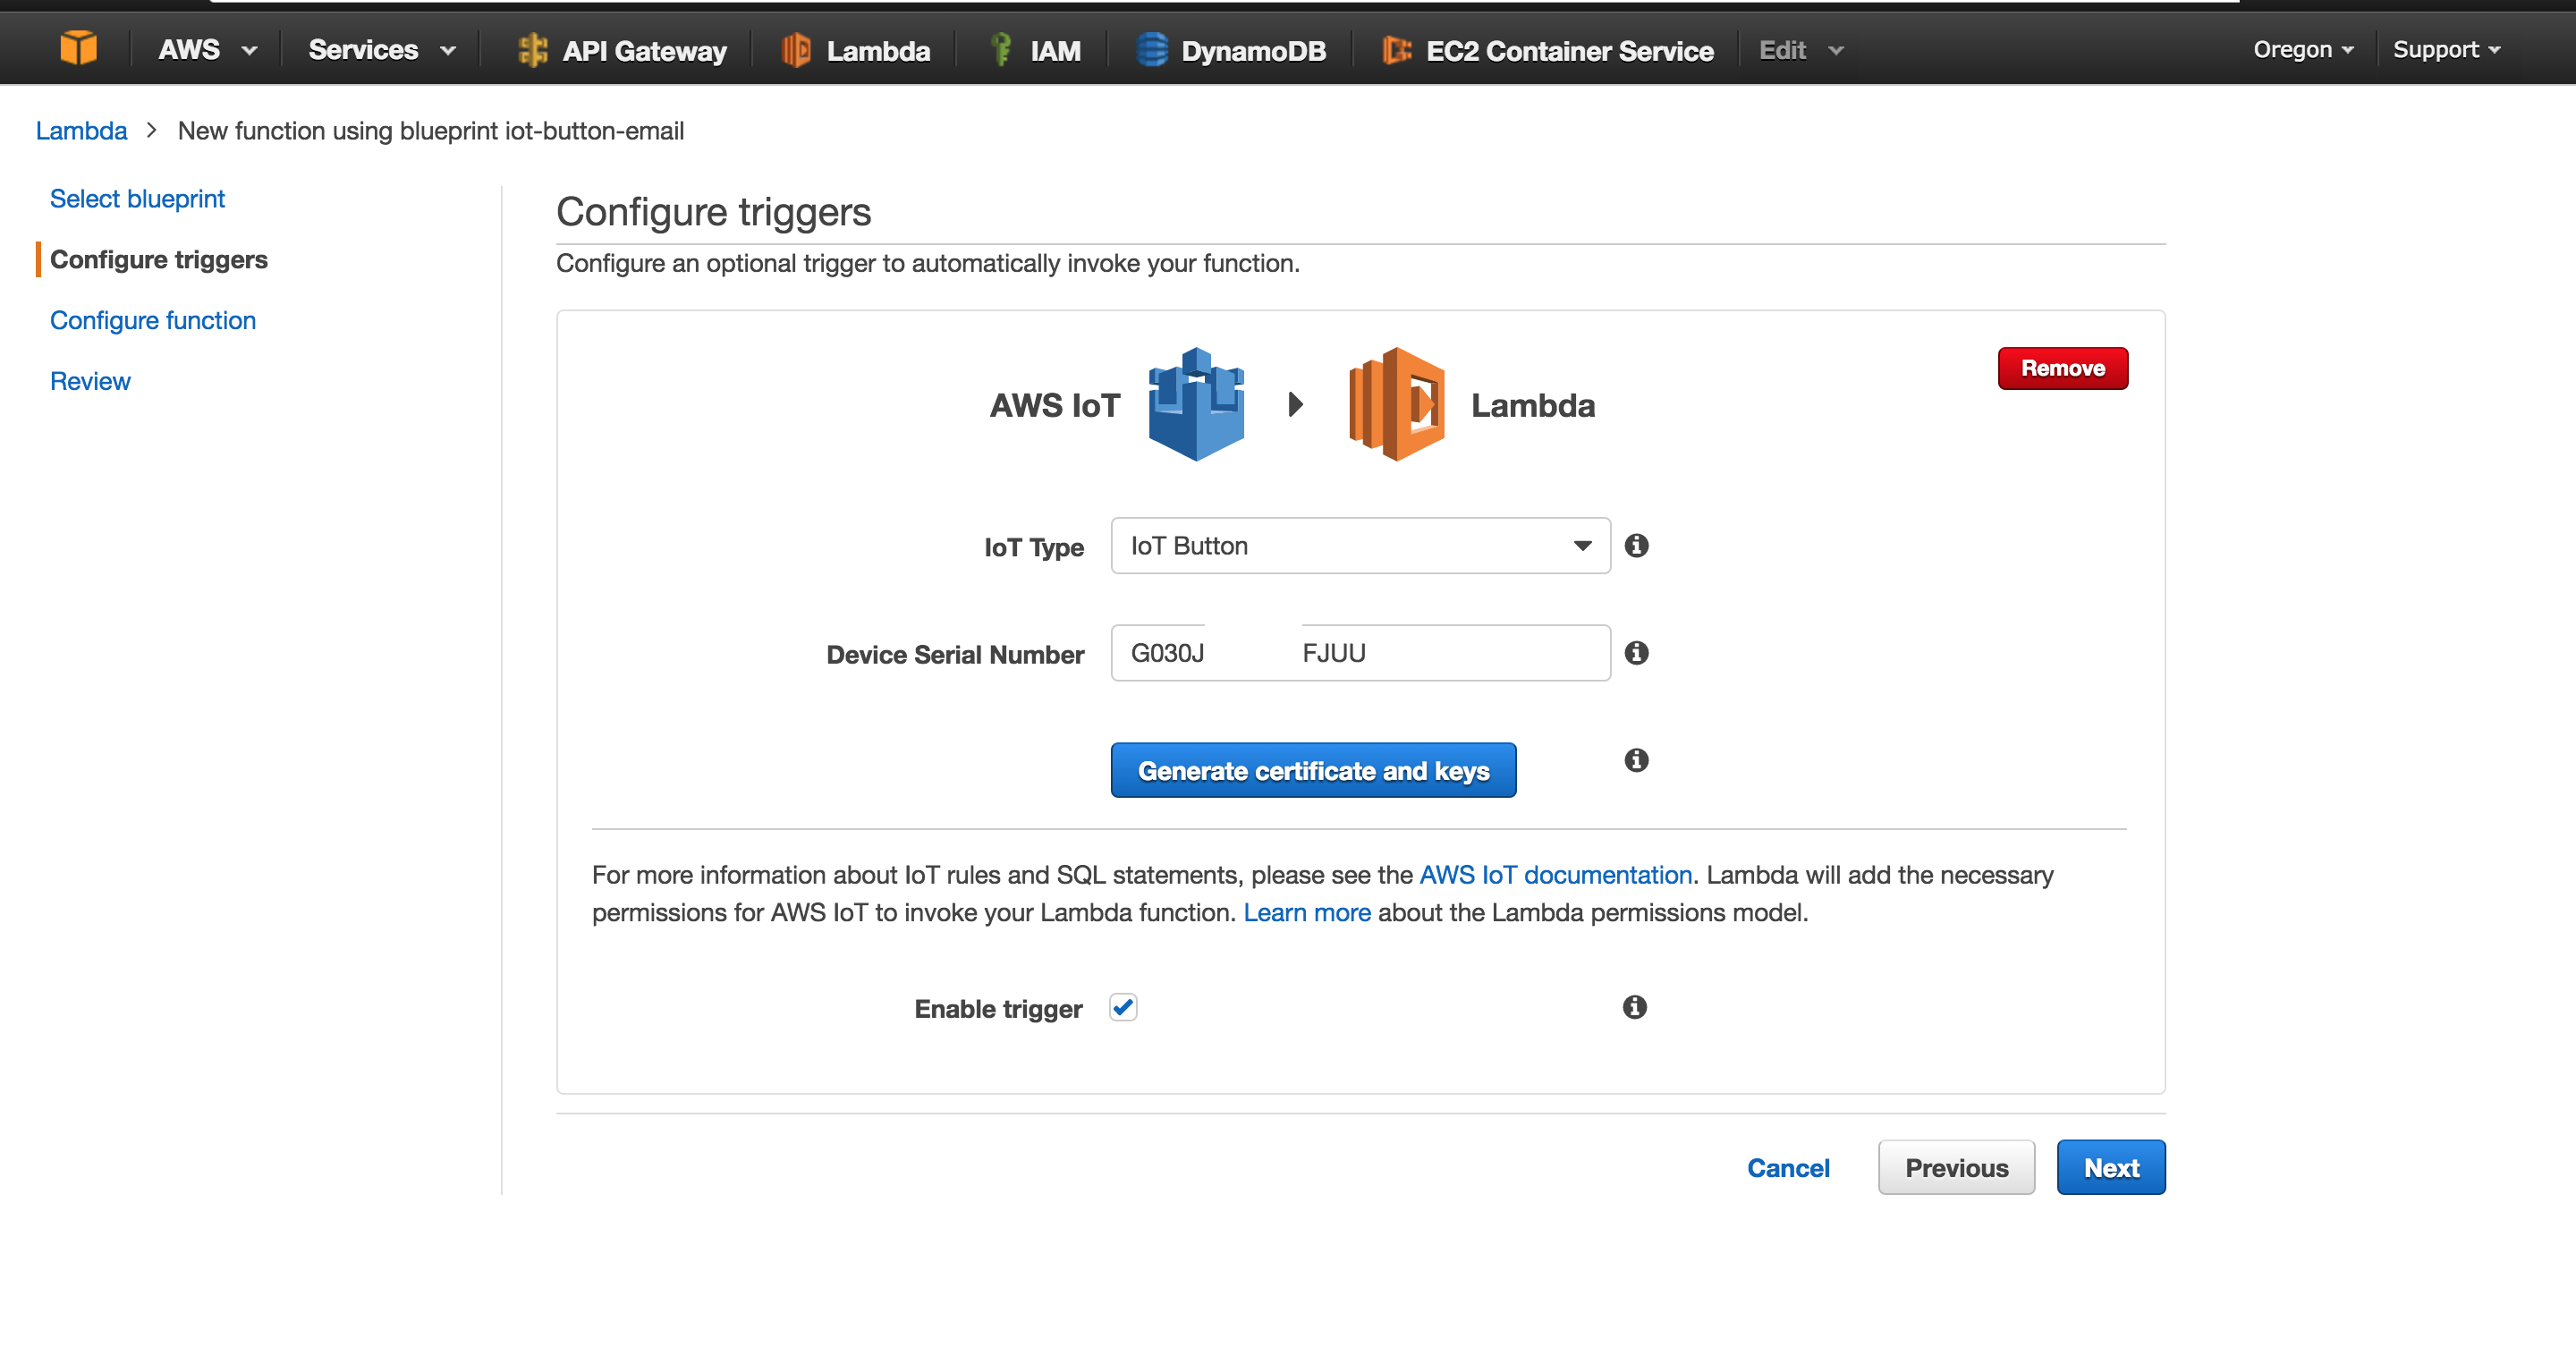 AWS Services API Gateway Lambda IAM DynamoDB EC2 Container Service Edit Oregon Support
Lambda > New function using blueprint iot-button-email
Select blueprint
Configure triggers
Configure function
Review
Configure triggers
Configure an optional trigger to automatically invoke your function.
AWS IoT Lambda
Remove
IoT Type IoT Button
Device Serial Number G030J FJUU
Generate certificate and keys
For more information about IoT rules and SQL statements, please see the AWS IoT documentation. Lambda will add the necessary
permissions for AWS IoT to invoke your Lambda function. Learn more about the Lambda permissions model.
Enable trigger
Cancel Previous Next